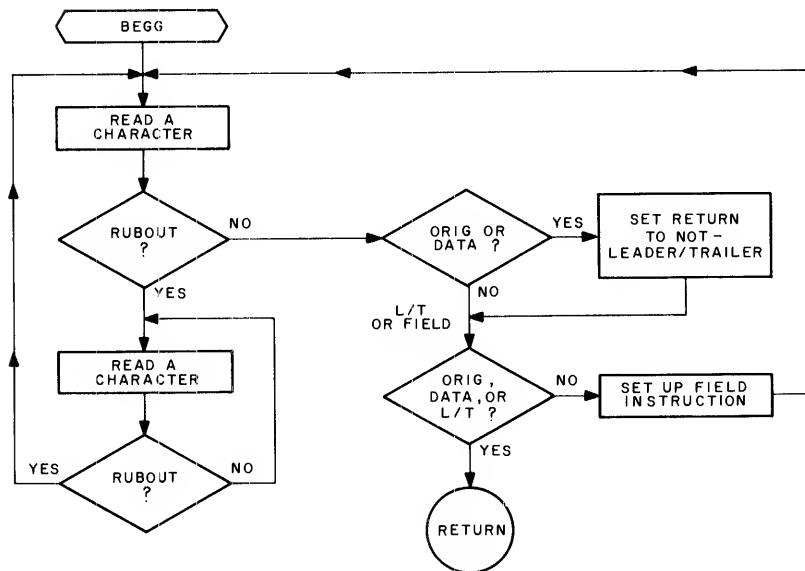 BEGG
READ A
CHARACTER
RUBOUT
?
NO
YES
ORIG OR
DATA ?
YES
NO
SET RETURN
TO NOT-
LEADER/TRAILER
L/T
OR FIELD
READ A
CHARACTER
RUBOUT
?
YES
NO
ORIG,
DATA, OR
L/T ?
NO
YES
SET UP FIELD
INSTRUCTION
RETURN